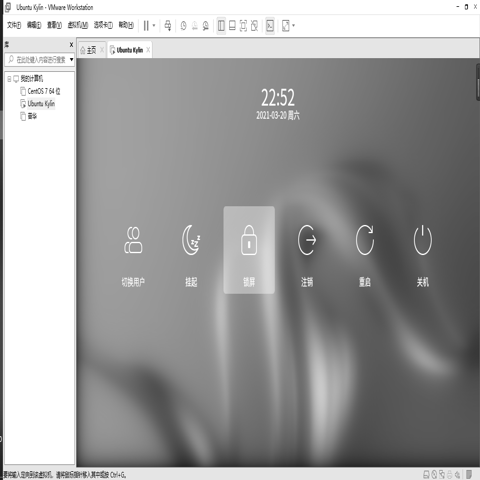 Ubuntu Kylin - VMware Workstation
文件(F) 编辑(E) 查看(V) 虚拟机(M) 选项卡(T) 帮助(H)
库
在此处键入内容进行搜索
我的计算机
CentOS 7 64 位
Ubuntu Kylin
主页
Ubuntu Kylin
22:52
2021-03-20 周六
切换用户
挂起
锁屏
注销
重启
关机
要将输入定向到该虚拟机，请将鼠标指针移入其中或按 Ctrl+G。